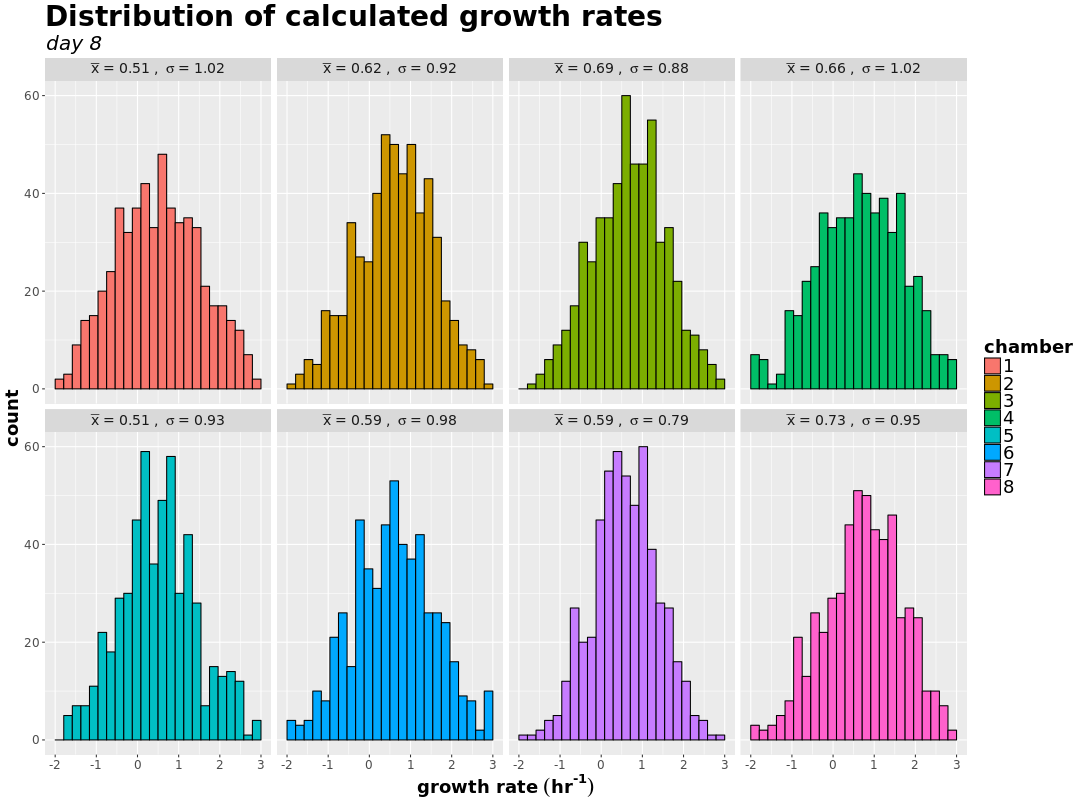 Distribution of calculated growth rates
day 8
x̅ = 0.51 , σ = 1.02
x̅ = 0.62 , σ = 0.92
x̅ = 0.69 , σ = 0.88
x̅ = 0.66 , σ = 1.02
60
40
20
0
x̅ = 0.51 , σ = 0.93
x̅ = 0.59 , σ = 0.98
x̅ = 0.59 , σ = 0.79
x̅ = 0.73 , σ = 0.95
60
40
20
0
-2 -1 0 1 2 3
-2 -1 0 1 2 3
-2 -1 0 1 2 3
-2 -1 0 1 2 3
growth rate (hr⁻¹)
count
chamber
1
2
3
4
5
6
7
8